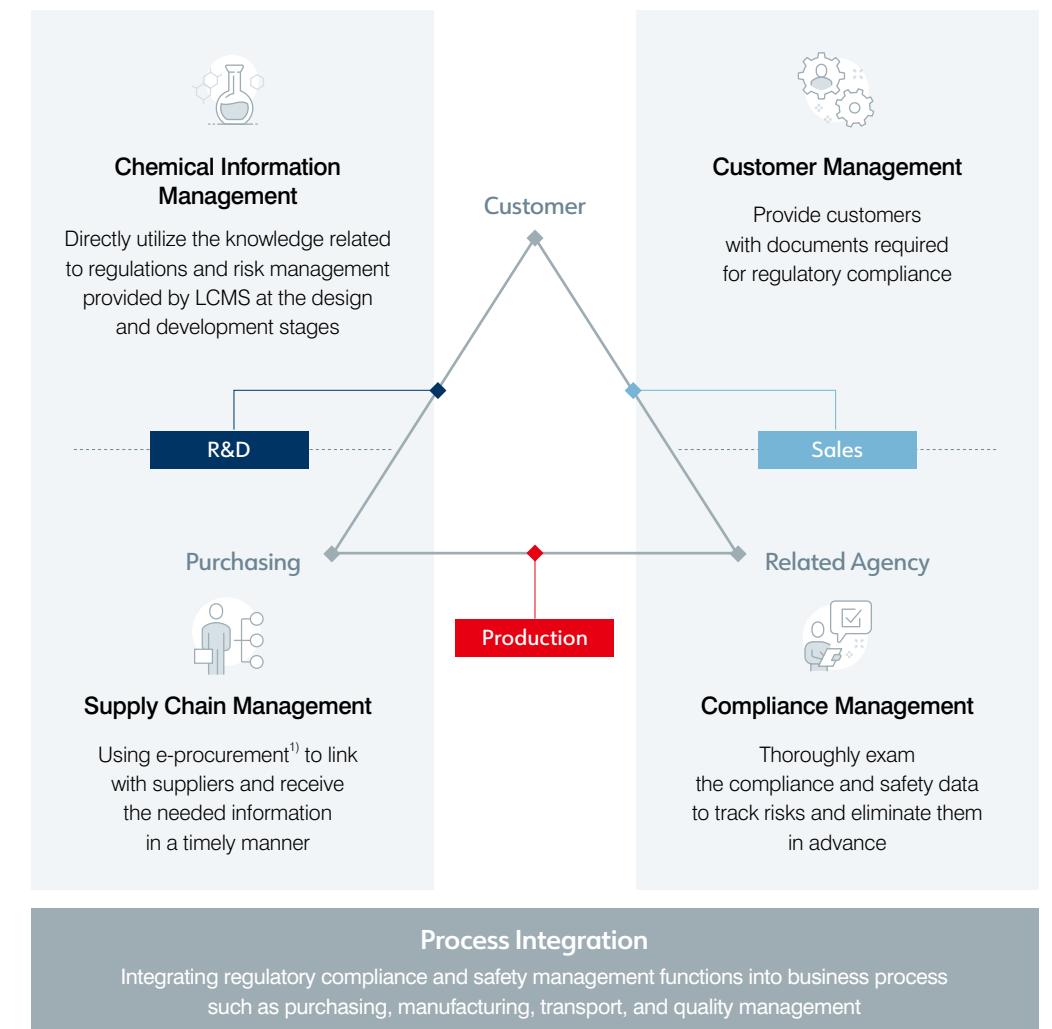 Chemical Information
Management
Directly utilize the knowledge related
to regulations and risk management
provided by LCMS at the design
and development stages
Customer Management
Provide customers
with documents required
for regulatory compliance
Customer
R&D
Sales
Purchasing
Related Agency
Production
Supply Chain Management
Using e-procurement1) to link
with suppliers and receive
the needed information
in a timely manner
Compliance Management
Thoroughly exam
the compliance and safety data
to track risks and eliminate them
in advance
Process Integration
Integrating regulatory compliance and safety management functions into business process
such as purchasing, manufacturing, transport, and quality management